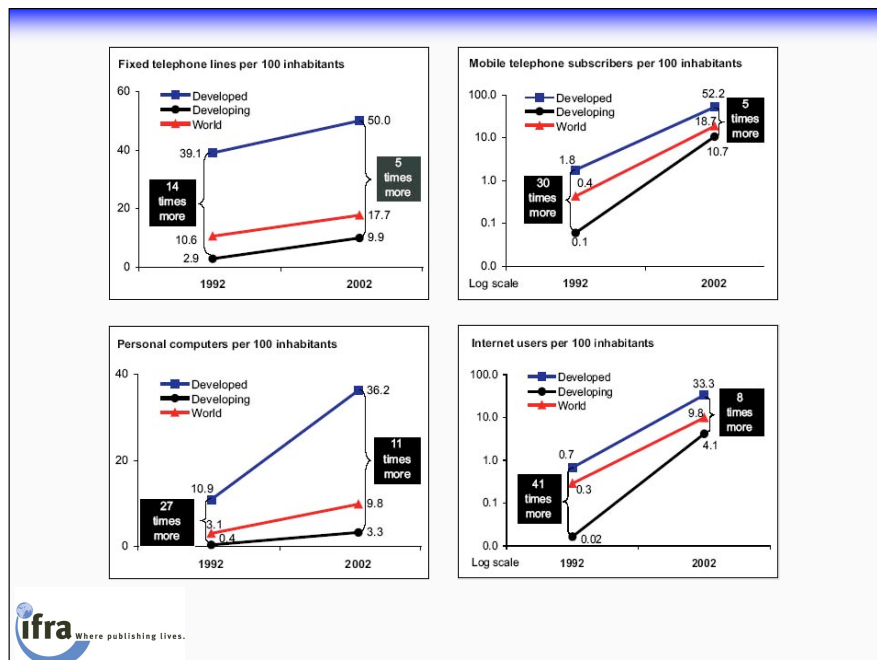 Fixed telephone lines per 100 inhabitants
60
40
20
0
Developed
Developing
World
39.1
50.0
14
times
more
5
times
more
10.6
17.7
2.9
9.9
1992
2002
Mobile telephone subscribers per 100 inhabitants
100.0
10.0
1.0
0.1
0.0
Developed
Developing
World
52.2
5
times
more
18.7
10.7
1.8
0.4
30
times
more
0.1
Log scale
1992
2002
Personal computers per 100 inhabitants
40
20
0
Developed
Developing
World
36.2
11
times
more
10.9
9.8
27
times
more
3.1
0.4
3.3
1992
2002
Internet users per 100 inhabitants
100.0
10.0
1.0
0.1
0.0
Developed
Developing
World
33.3
8
times
more
9.8
4.1
0.7
0.3
41
times
more
0.02
Log scale
1992
2002
ifra Where publishing lives.